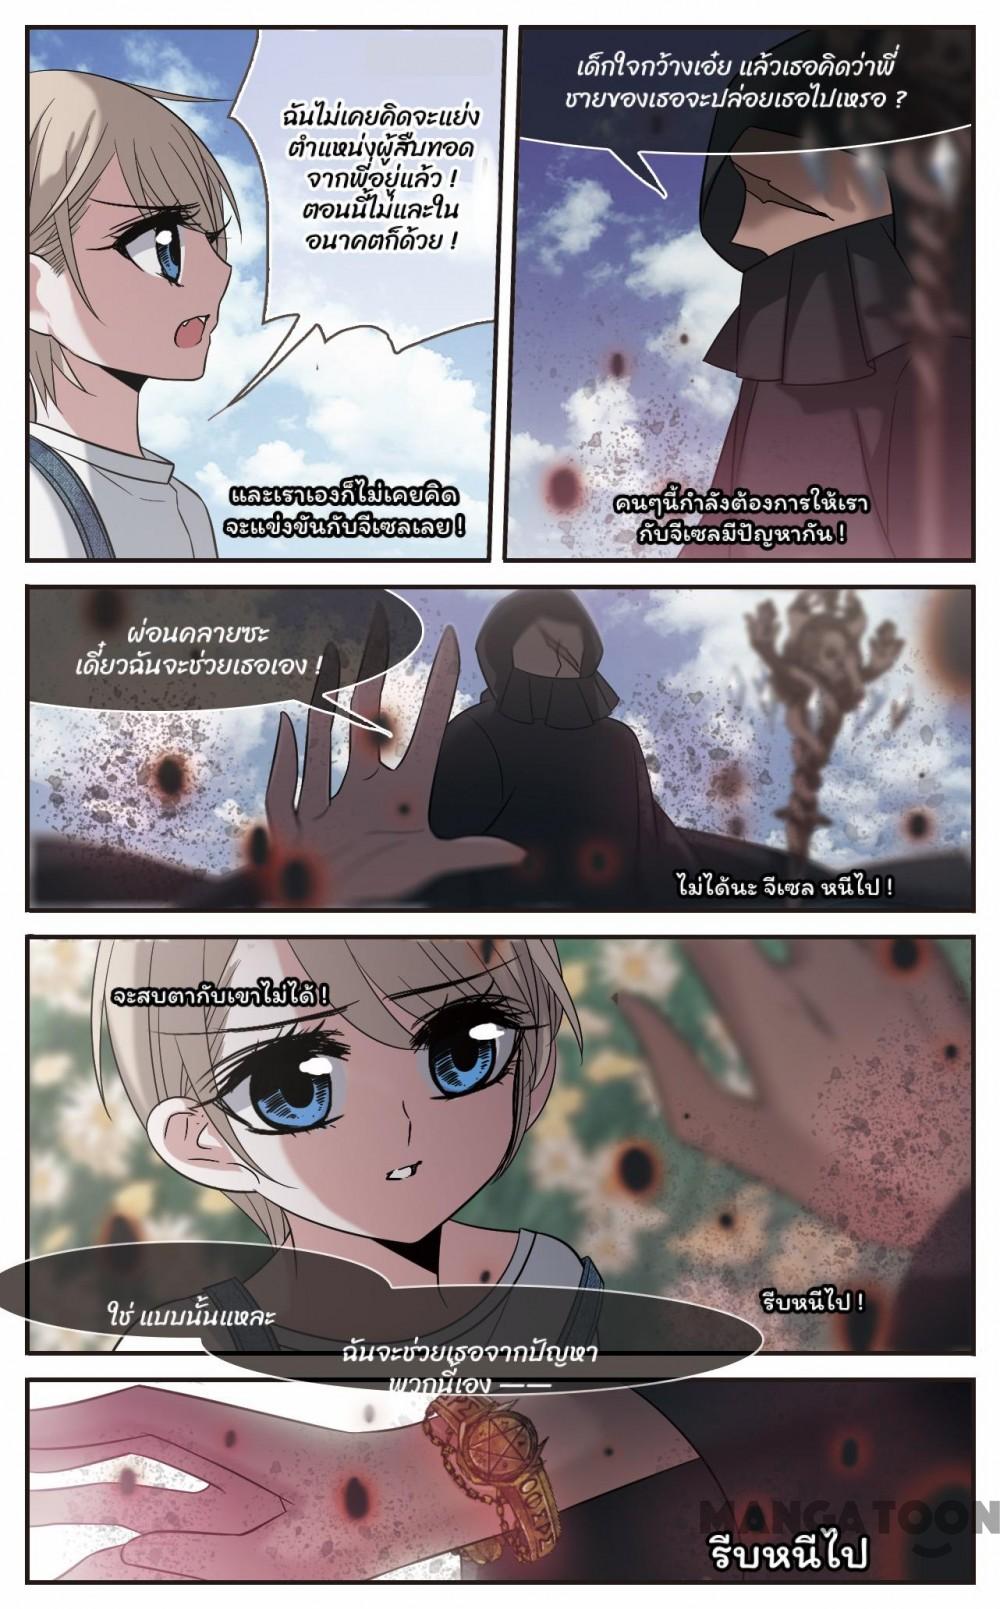 ฉันไม่เคยคิดจะแย่ง
ตำแหน่งผู้สืบทอด
จากพี่อยู่แล้ว !
ตอนนี้ไม่และใน
อนาคตก็ด้วย !
และเราเองก็ไม่เคยคิด
จะแข่งขันกับจีเซลเลย !
เด็กใจกว้างเอ๋ย แล้วเธอคิดว่าพี่
ชายของเธอจะปล่อยเธอไปเหรอ ?
คนๆนี้กำลังต้องการให้เรา
กับจีเซลมีปัญหากัน !
ผ่อนคลายซะ
เดี๋ยวฉันจะช่วยเธอเอง !
ไม่ได้นะ จีเซล หนีไป !
จะสบตากับเขาไม่ได้ !
รีบหนีไป !
ใช่ แบบนั้นแหละ
ฉันจะช่วยเธอจากปัญหา
พวกนี้เอง ——
MANGATOON
รีบหนีไป